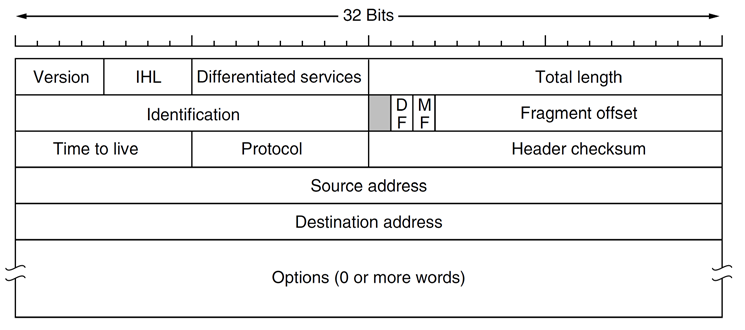 32 Bits
Version IHL Differentiated services Total length
Identification D F M F Fragment offset
Time to live Protocol Header checksum
Source address
Destination address
Options (0 or more words)